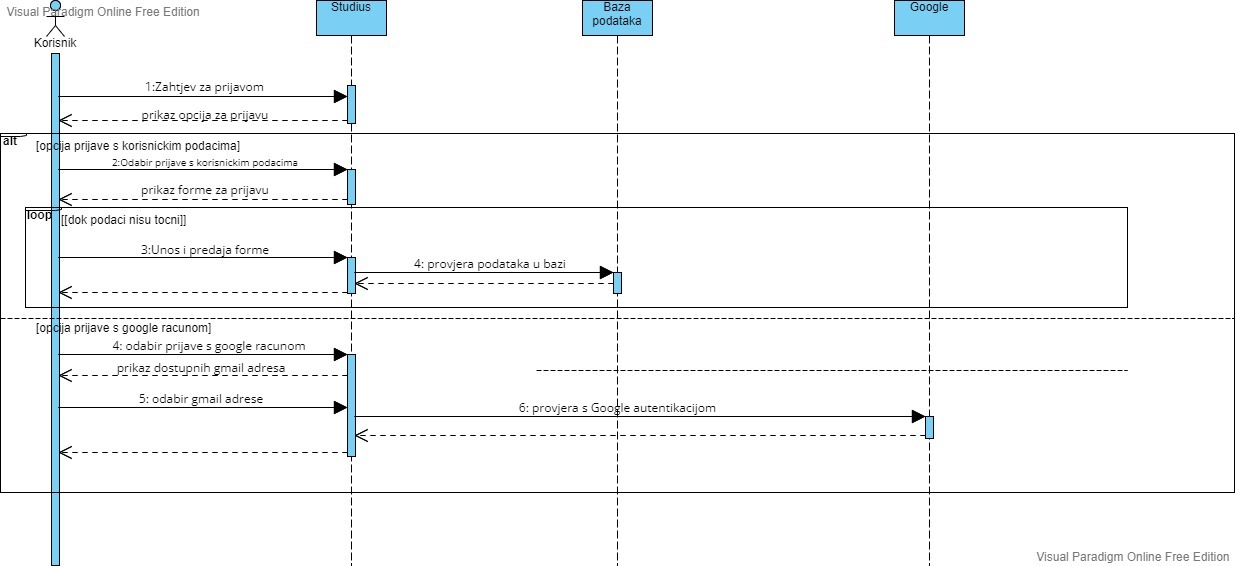 Visual Paradigm Online Free Edition
Korisnik
Studius
Baza
podataka
Google
1:Zahtjev za prijavom
prikaz opcija za prijavu
alt
[opcija prijave s korisnickim podacima]
2:Odabir prijave s korisnickim podacima
prikaz forme za prijavu
loop
[[dok podaci nisu tocni]]
3:Unos i predaja forme
4: provjera podataka u bazi
[opcija prijave s google racunom]
4: odabir prijave s google racunom
prikaz dostupnih gmail adresa
5: odabir gmail adrese
6: provjera s Google autentikacijom
Visual Paradigm Online Free Edition